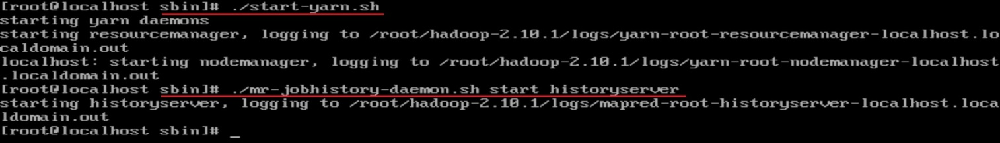 [root@localhost sbin]# ./start-yarn.sh
starting yarn daemons
starting resourcemanager, logging to /root/hadoop-2.10.1/logs/yarn-root-resourcemanager-localhost.lo
caldomain.out
localhost: starting nodemanager, logging to /root/hadoop-2.10.1/logs/yarn-root-nodemanager-localhost
.localdomain.out
[root@localhost sbin]# ./mr-jobhistory-daemon.sh start historyserver
starting historyserver, logging to /root/hadoop-2.10.1/logs/mapred-root-historyserver-localhost.loca
ldomain.out
[root@localhost sbin]# _